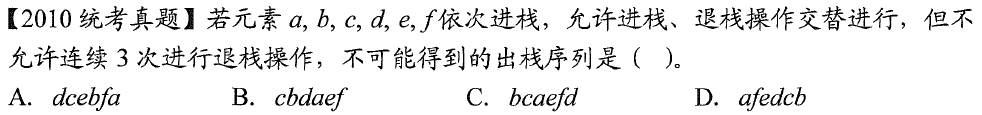 【2010 统考真题】若元素 a, b, c, d, e, f 依次进栈，允许进栈、退栈操作交替进行，但不
允许连续 3 次进行退栈操作，不可能得到的出栈序列是（  ）。
A. dcebfa B. cbdaef C. bcaefd D. afedcb